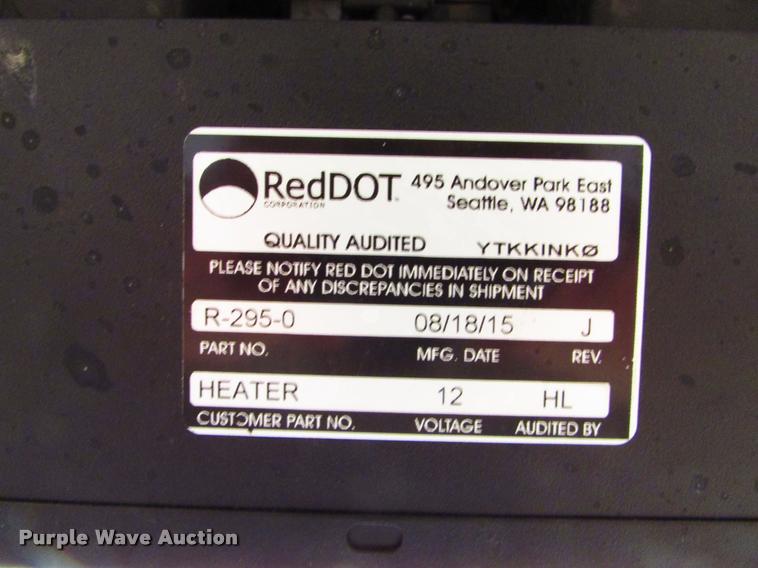 RedDOT
CORPORATION
495 Andover Park East
Seattle, WA 98188
QUALITY AUDITED YTKKINKØ
PLEASE NOTIFY RED DOT IMMEDIATELY ON RECEIPT
OF ANY DISCREPANCIES IN SHIPMENT
R-295-0 08/18/15 J
PART NO. MFG. DATE REV.
HEATER 12 HL
CUSTOMER PART NO. VOLTAGE AUDITED BY
Purple Wave Auction